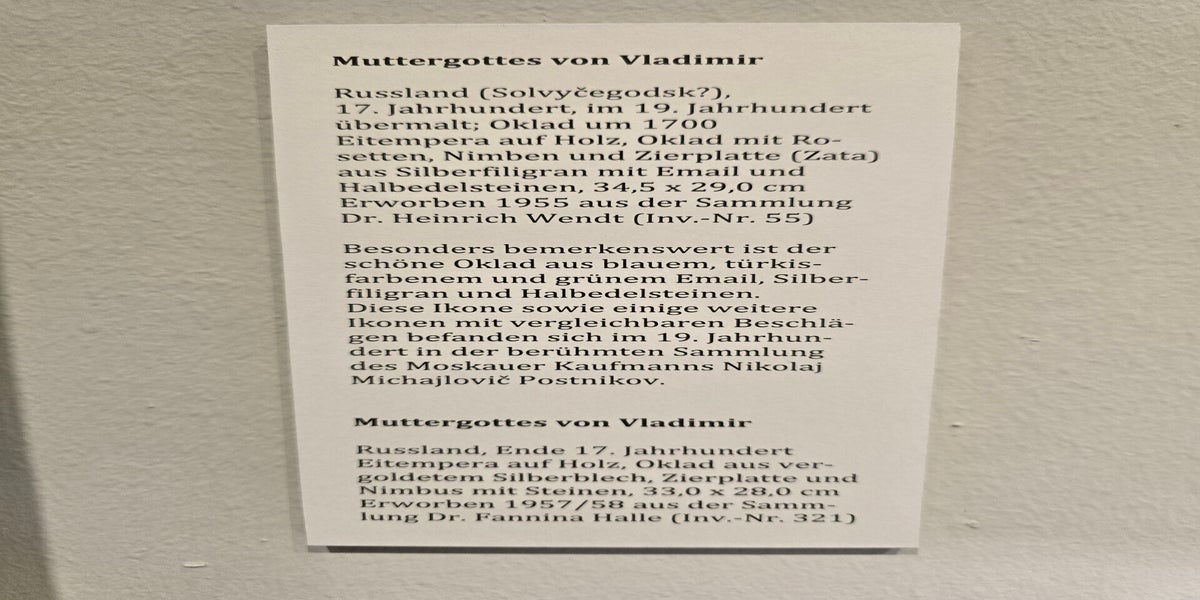 Muttergottes von Vladimir
Russland (Solvyčegodsk?),
17. Jahrhundert, im 19. Jahrhundert
übermalt; Oklad um 1700
Eitempera auf Holz, Oklad mit Ro-
setten, Nimben und Zierplatte (Zata)
aus Silberfiligran mit Email und
Halbedelsteinen, 34,5 x 29,0 cm
Erworben 1955 aus der Sammlung
Dr. Heinrich Wendt (Inv.-Nr. 55)
Besonders bemerkenswert ist der
schöne Oklad aus blauem, türkis-
farbenem und grünem Email, Silber-
filigran und Halbedelsteinen.
Diese Ikone sowie einige weitere
Ikonen mit vergleichbaren Beschlä-
gen befanden sich im 19. Jahrhun-
dert in der berühmten Sammlung
des Moskauer Kaufmanns Nikolaj
Michajlovič Postnikov.
Muttergottes von Vladimir
Russland, Ende 17. Jahrhundert
Eitempera auf Holz, Oklad aus ver-
goldetem Silberblech, Zierplatte und
Nimbus mit Steinen, 33,0 x 28,0 cm
Erworben 1957/58 aus der Samm-
lung Dr. Fannina Halle (Inv.-Nr. 321)